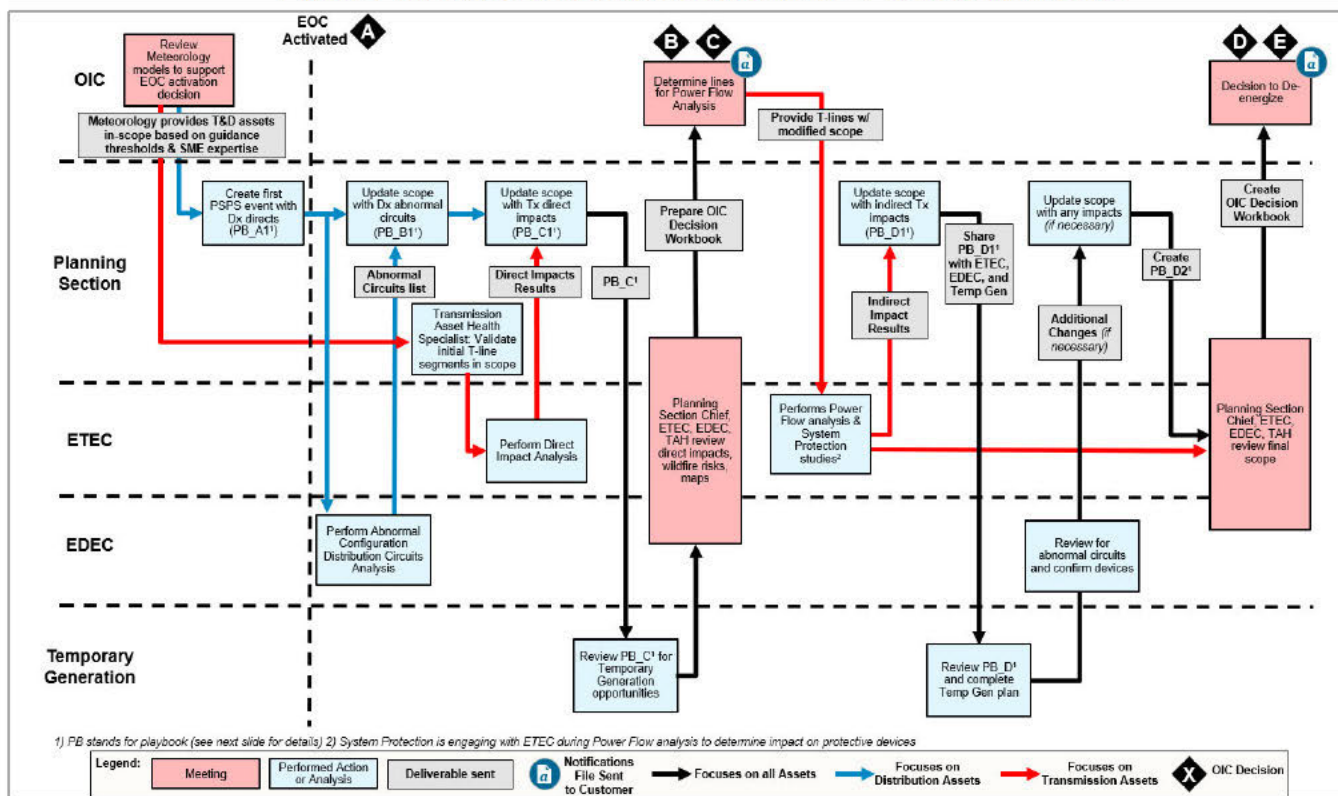 EOC
Activated
A
B
C
D
E
OIC
Review
Meteorology
models to support
EOC activation
decision
Meteorology provides T&D assets
in-scope based on guidance
thresholds & SME expertise
a
Determine lines
for Power Flow
Analysis
Provide T-lines w/
modified scope
a
Decision to De-
energize
Planning
Section
Create first
PSPS event with
Dx directs
(PB_A1¹)
Update scope
with Dx abnormal
circuits
(PB_B1¹)
Update scope
with Tx direct
impacts
(PB_C1¹)
Abnormal
Circuits list
Direct Impacts
Results
Transmission
Asset Health
Specialist: Validate
initial T-line
segments in scope
PB_C¹
Prepare OIC
Decision
Workbook
Update scope
with indirect Tx
impacts
(PB_D1¹)
Indirect
Impact
Results
Share
PB_D1¹
with ETEC,
EDEC, and
Temp Gen
Update scope
with any impacts
(if necessary)
Additional
Changes (if
necessary)
Create
PB_D2¹
Create
OIC Decision
Workbook
ETEC
Perform Direct
Impact Analysis
Planning
Section Chief,
ETEC, EDEC,
TAH review
direct impacts,
wildfire risks,
maps
Performs Power
Flow analysis &
System
Protection
studies²
Planning
Section Chief,
ETEC,
EDEC, TAH
review final
scope
EDEC
Perform Abnormal
Configuration
Distribution Circuits
Analysis
Review for
abnormal circuits
and confirm devices
Temporary
Generation
Review PB_C¹ for
Temporary
Generation
opportunities
Review PB_D¹
and complete
Temp Gen plan
1) PB stands for playbook (see next slide for details) 2) System Protection is engaging with ETEC during Power Flow analysis to determine impact on protective devices
Legend:
Meeting
Performed Action
or Analysis
Deliverable sent
a
Notifications
File Sent
to Customer
Focuses on all Assets
Focuses on
Distribution Assets
Focuses on
Transmission Assets
X
OIC Decision